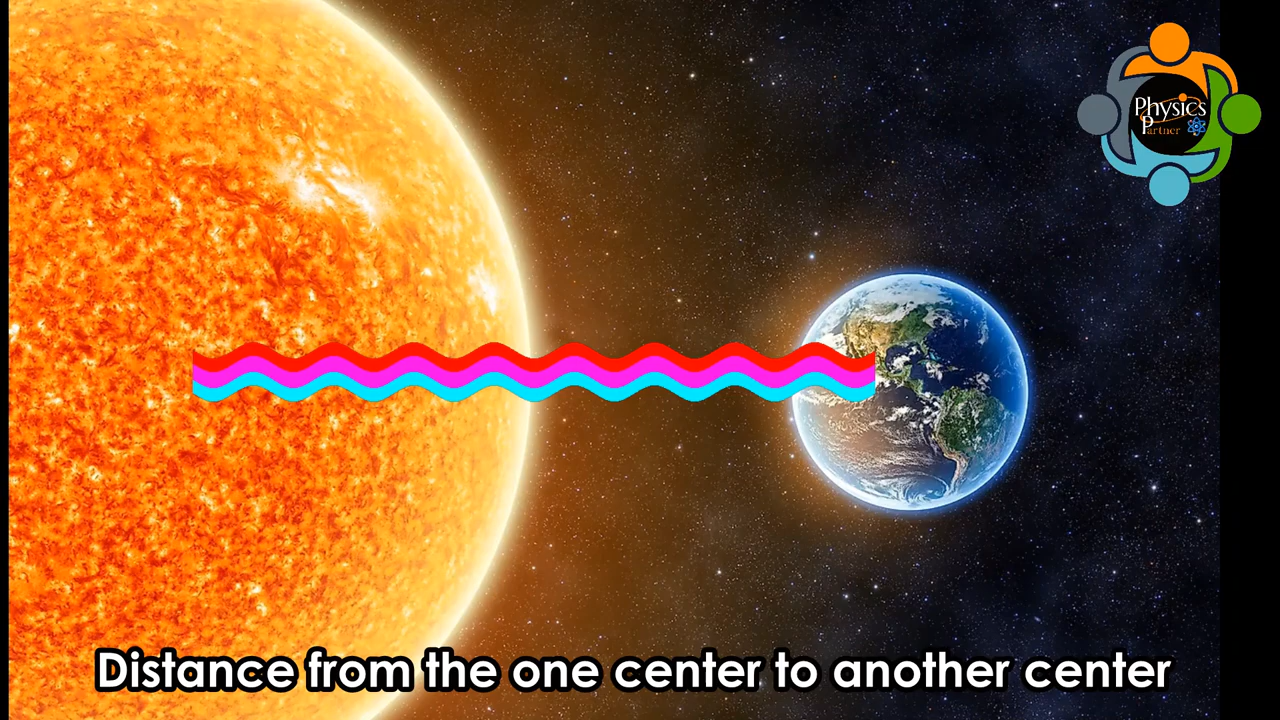 Physics
Partner
Distance from the one center to another center